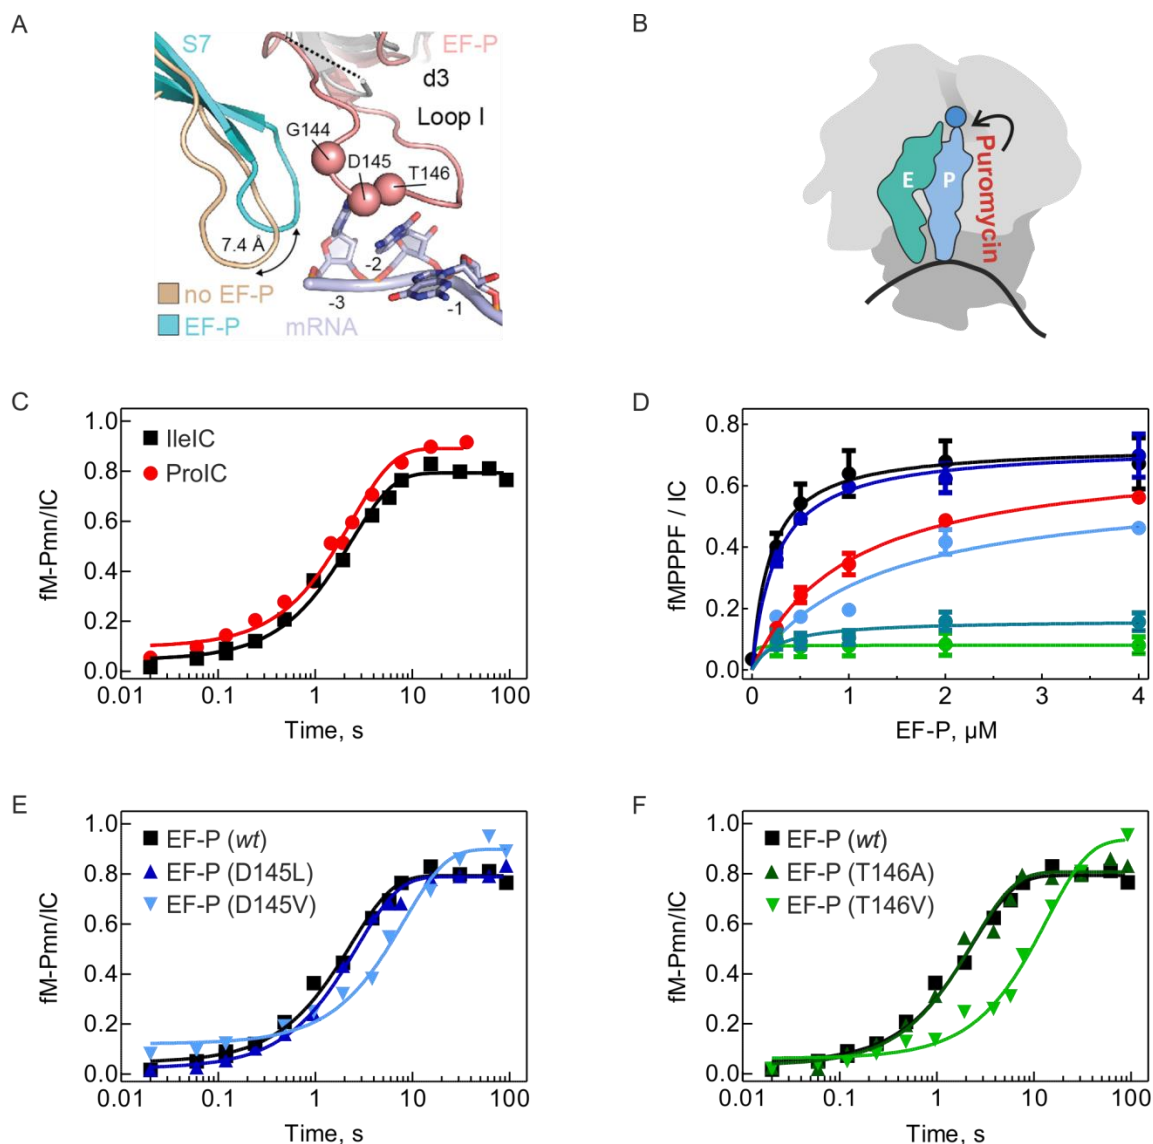 A
S7
EF-P
d3
Loop I
G144
D145
T146
7.4 Å
-2
-3
-1
no EF-P
EF-P
mRNA
B
E
P
Puromycin
C
fM-Pmn/IC
1.0
0.8
0.6
0.4
0.2
0.0
IleIC
ProIC
0.01 0.1 1 10 100
Time, s
D
fMPPPF / IC
0.8
0.6
0.4
0.2
0.0
0 1 2 3 4
EF-P, µM
E
fM-Pmn/IC
1.0
0.8
0.6
0.4
0.2
0.0
EF-P (wt)
EF-P (D145L)
EF-P (D145V)
0.01 0.1 1 10 100
Time, s
F
fM-Pmn/IC
1.0
0.8
0.6
0.4
0.2
0.0
EF-P (wt)
EF-P (T146A)
EF-P (T146V)
0.01 0.1 1 10 100
Time, s